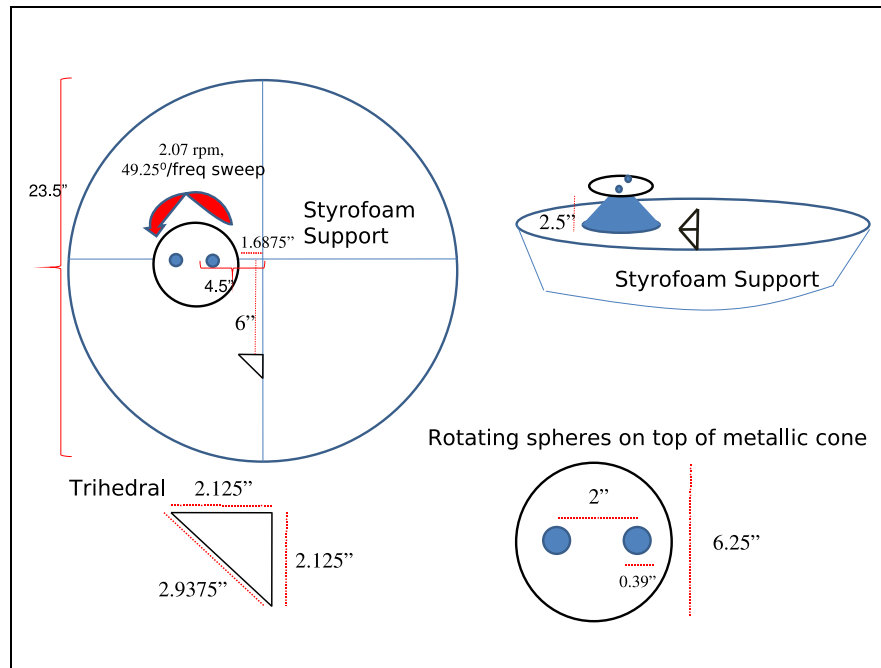 2.07 rpm,
49.25⁰/freq sweep
23.5”
Styrofoam
Support
1.6875”
4.5”
6”
2.5”
Styrofoam Support
Trihedral
2.125”
2.125”
2.9375”
Rotating spheres on top of metallic cone
2”
6.25”
0.39”